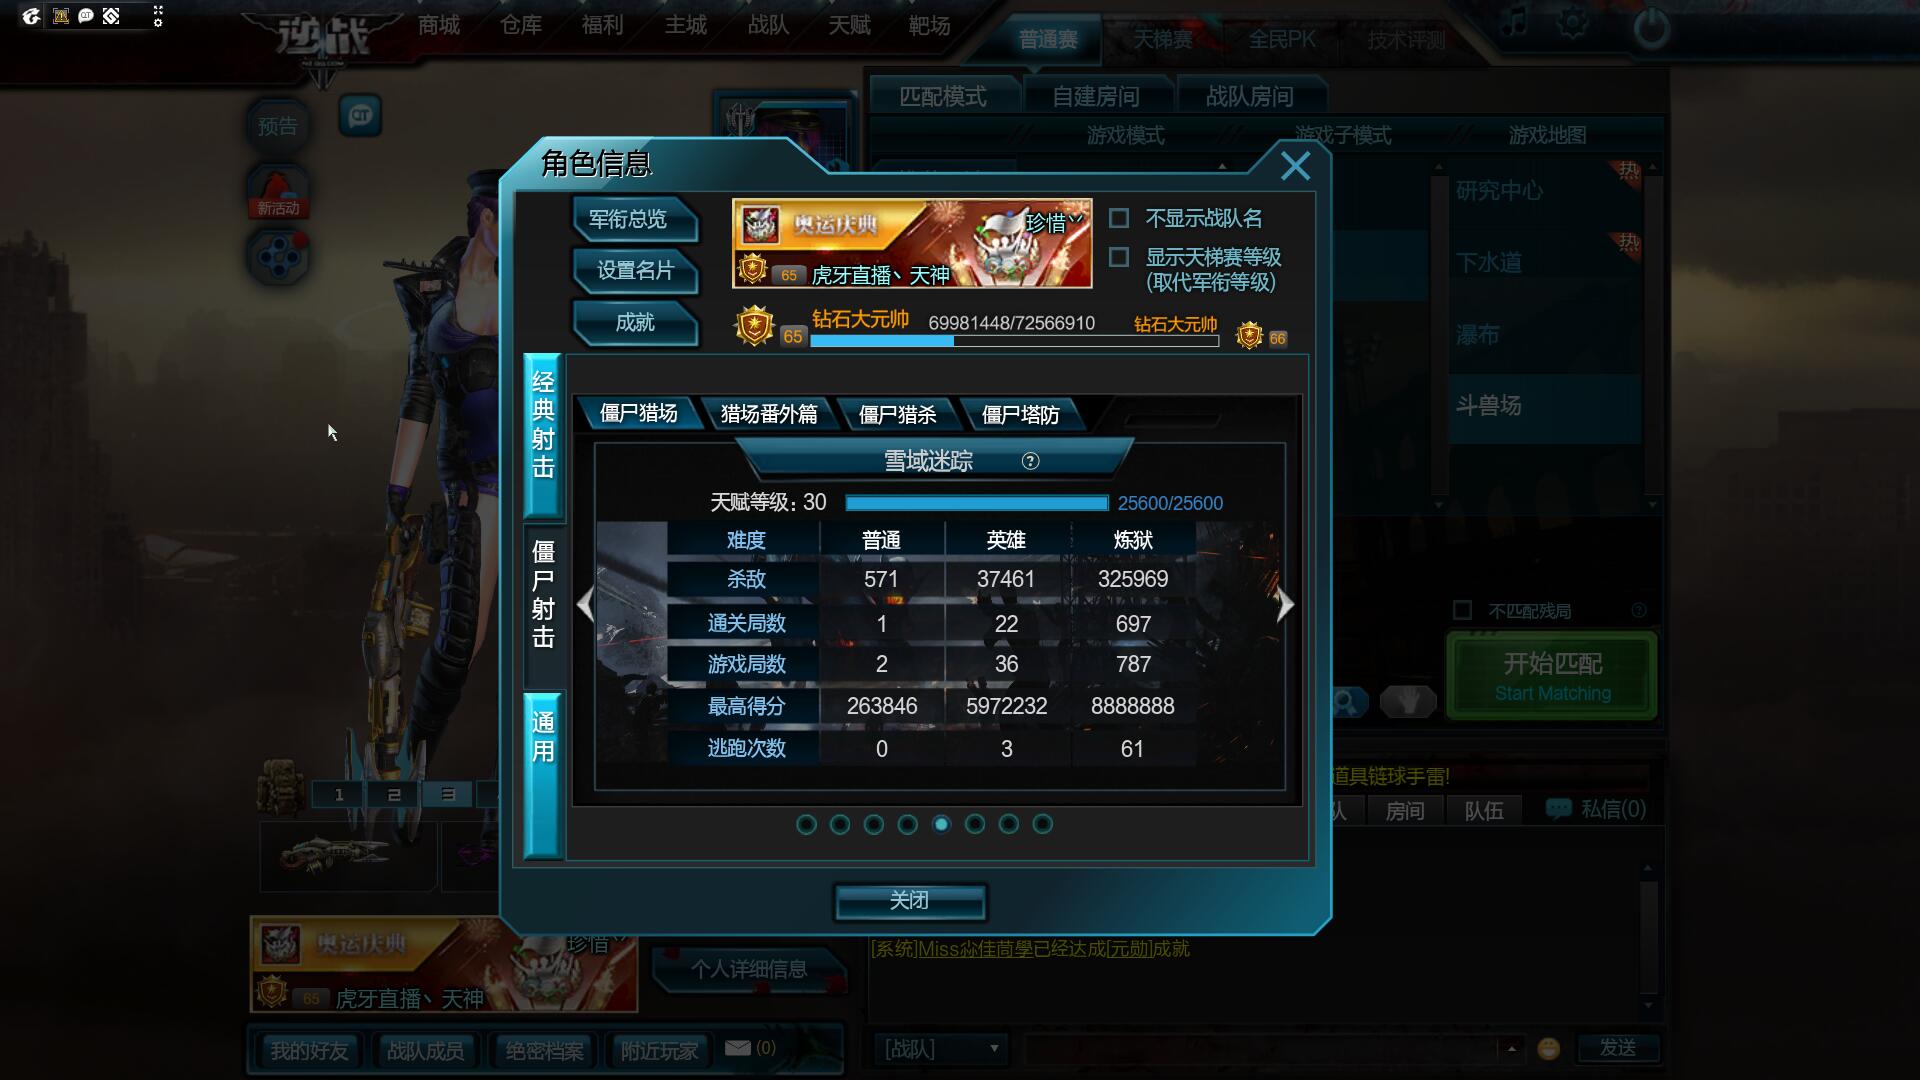 逆战
商城 仓库 福利 主城 战队 天赋 靶场
普通赛 天梯赛 全民PK 技术评测
匹配模式 自建房间 战队房间
游戏模式 游戏子模式 游戏地图
预告
新活动
角色信息
军衔总览
设置名片
成就
奥运庆典 珍惜丷
65 虎牙直播丶天神
不显示战队名
显示天梯赛等级
(取代军衔等级)
65 钻石大元帅 69981448/72566910 钻石大元帅 66
经典射击
僵尸射击
通用
僵尸猎场 猎场番外篇 僵尸猎杀 僵尸塔防
雪域迷踪 ?
天赋等级: 30 25600/25600
难度 普通 英雄 炼狱
杀敌 571 37461 325969
通关局数 1 22 697
游戏局数 2 36 787
最高得分 263846 5972232 8888888
逃跑次数 0 3 61
关闭
研究中心 热
下水道 热
瀑布
斗兽场
不匹配残局 ?
开始匹配
Start Matching
1 2 3
道具链球手雷!
队 房间 队伍 私信(0)
奥运庆典 珍惜丷
65 虎牙直播丶天神
个人详细信息
已经达成[元勋]成就
我的好友 战队成员 绝密档案 附近玩家 (0)
[战队] 发送